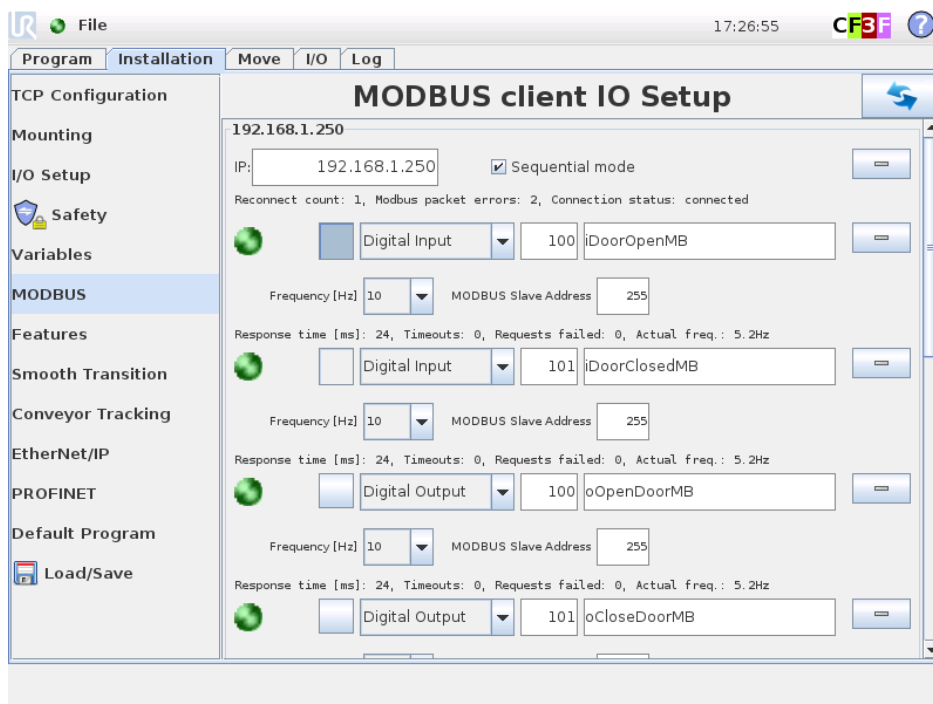 UR File 17:26:55 CF3F ?
Program Installation Move I/O Log
TCP Configuration
Mounting
I/O Setup
Safety
Variables
MODBUS
Features
Smooth Transition
Conveyor Tracking
EtherNet/IP
PROFINET
Default Program
Load/Save
MODBUS client IO Setup
192.168.1.250
IP: 192.168.1.250 Sequential mode
Reconnect count: 1, Modbus packet errors: 2, Connection status: connected
Digital Input 100 iDoorOpenMB
Frequency [Hz] 10 MODBUS Slave Address 255
Response time [ms]: 24, Timeouts: 0, Requests failed: 0, Actual freq.: 5.2Hz
Digital Input 101 iDoorClosedMB
Frequency [Hz] 10 MODBUS Slave Address 255
Response time [ms]: 24, Timeouts: 0, Requests failed: 0, Actual freq.: 5.2Hz
Digital Output 100 oOpenDoorMB
Frequency [Hz] 10 MODBUS Slave Address 255
Response time [ms]: 24, Timeouts: 0, Requests failed: 0, Actual freq.: 5.2Hz
Digital Output 101 oCloseDoorMB